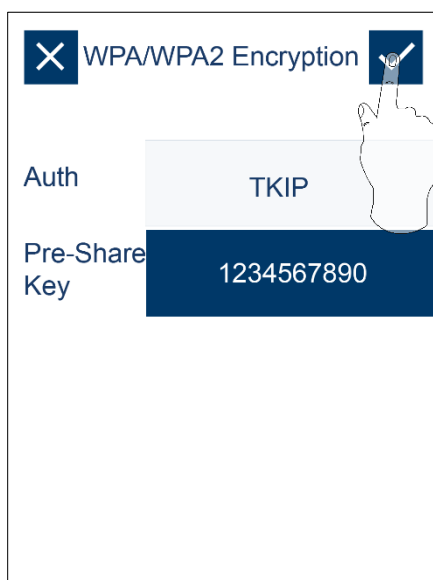 WPA/WPA2 Encryption
Auth
TKIP
Pre-Share
Key
1234567890